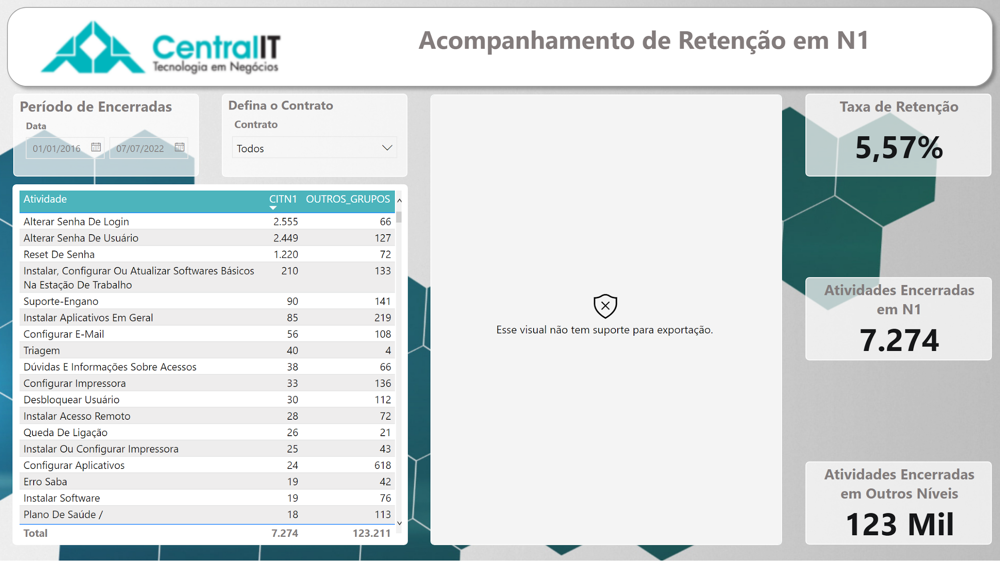 CentralIT
Tecnologia em Negócios
Acompanhamento de Retenção em N1
Período de Encerradas
Data
01/01/2016 07/07/2022
Defina o Contrato
Contrato
Todos
Atividade CITN1 OUTROS_GRUPOS
Alterar Senha De Login 2.555 66
Alterar Senha De Usuário 2.449 127
Reset De Senha 1.220 72
Instalar, Configurar Ou Atualizar Softwares Básicos 210 133
Na Estação De Trabalho
Suporte-Engano 90 141
Instalar Aplicativos Em Geral 85 219
Configurar E-Mail 56 108
Triagem 40 4
Dúvidas E Informações Sobre Acessos 38 66
Configurar Impressora 33 136
Desbloquear Usuário 30 112
Instalar Acesso Remoto 28 72
Queda De Ligação 26 21
Instalar Ou Configurar Impressora 25 43
Configurar Aplicativos 24 618
Erro Saba 19 42
Instalar Software 19 76
Plano De Saúde / 18 113
Total 7.274 123.211
Esse visual não tem suporte para exportação.
Taxa de Retenção
5,57%
Atividades Encerradas
em N1
7.274
Atividades Encerradas
em Outros Níveis
123 Mil